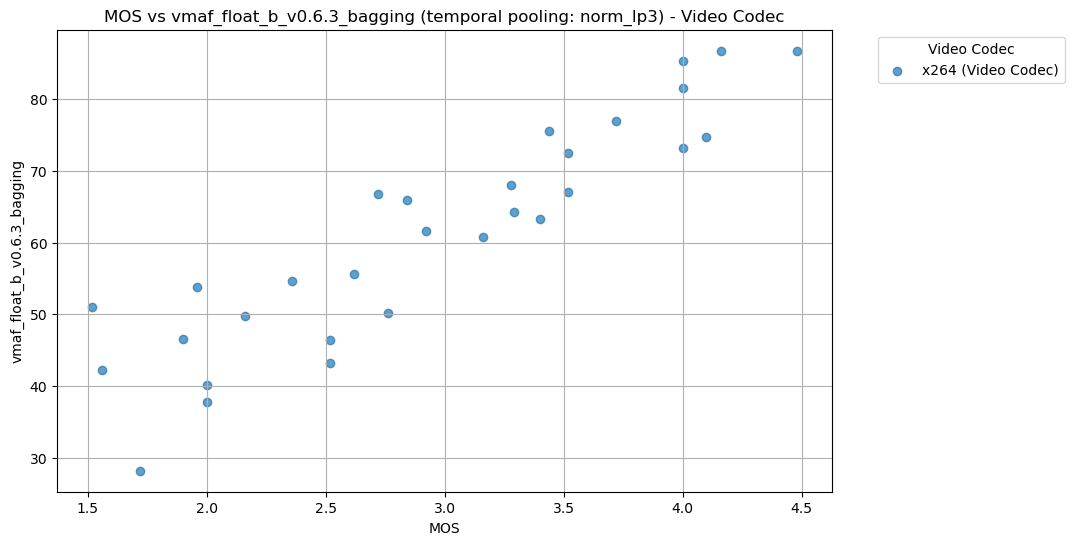 MOS vs vmaf_float_b_v0.6.3_bagging (temporal pooling: norm_lp3) - Video Codec
Video Codec
x264 (Video Codec)
vmaf_float_b_v0.6.3_bagging
80
70
60
50
40
30
1.5 2.0 2.5 3.0 3.5 4.0 4.5
MOS